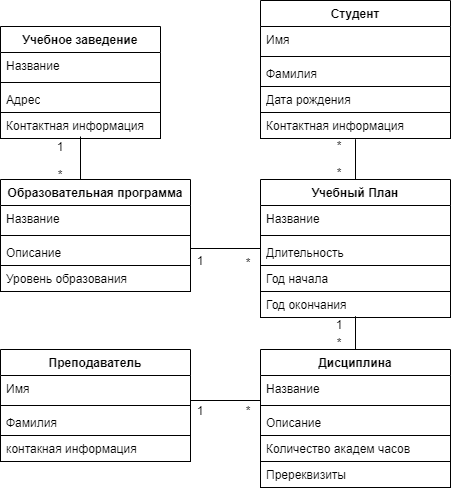 Учебное заведение
Название
Адрес
Контактная информация
1
*
Студент
Имя
Фамилия
Дата рождения
Контактная информация
*
*
Образовательная программа
Название
Описание
Уровень образования
1
*
Учебный План
Название
Длительность
Год начала
Год окончания
1
*
Преподаватель
Имя
Фамилия
контакная информация
1
*
Дисциплина
Название
Описание
Количество академ часов
Пререквизиты